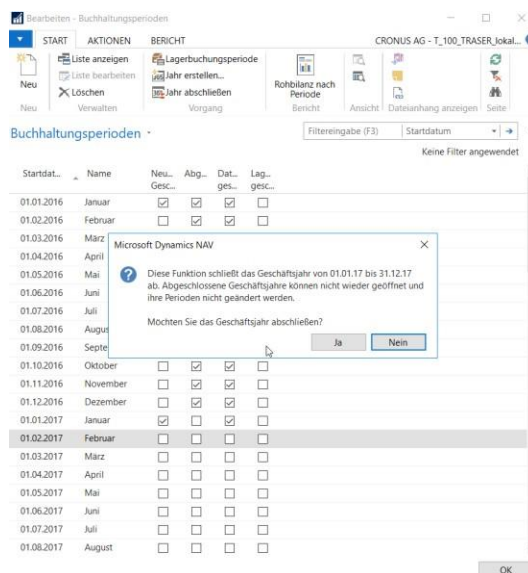 Bearbeiten - Buchhaltungsperioden
START AKTIONEN BERICHT CRONUS AG - T_100_TRASER_lokal...
Neu
Liste anzeigen
Liste bearbeiten
Löschen
Lagerbuchungsperiode
Jahr erstellen...
Jahr abschließen
Rohbilanz nach
Periode
Neu Verwalten Vorgang Bericht Ansicht Dateianhang anzeigen Seite
Buchhaltungsperioden Filtereingabe (F3) Startdatum
Keine Filter angewendet
Startdat... Name Neu... Abg... Dat... Lag...
Gesc... ges... gesc...
01.01.2016 Januar
01.02.2016 Februar
01.03.2016 März
01.04.2016 April
01.05.2016 Mai
01.06.2016 Juni
01.07.2016 Juli
01.08.2016 Augus
01.09.2016 Septe
Microsoft Dynamics NAV
Diese Funktion schließt das Geschäftsjahr von 01.01.17 bis 31.12.17
ab. Abgeschlossene Geschäftsjahre können nicht wieder geöffnet und
ihre Perioden nicht geändert werden.
Möchten Sie das Geschäftsjahr abschließen?
Ja Nein
01.10.2016 Oktober
01.11.2016 November
01.12.2016 Dezember
01.01.2017 Januar
01.02.2017 Februar
01.03.2017 März
01.04.2017 April
01.05.2017 Mai
01.06.2017 Juni
01.07.2017 Juli
01.08.2017 August
OK